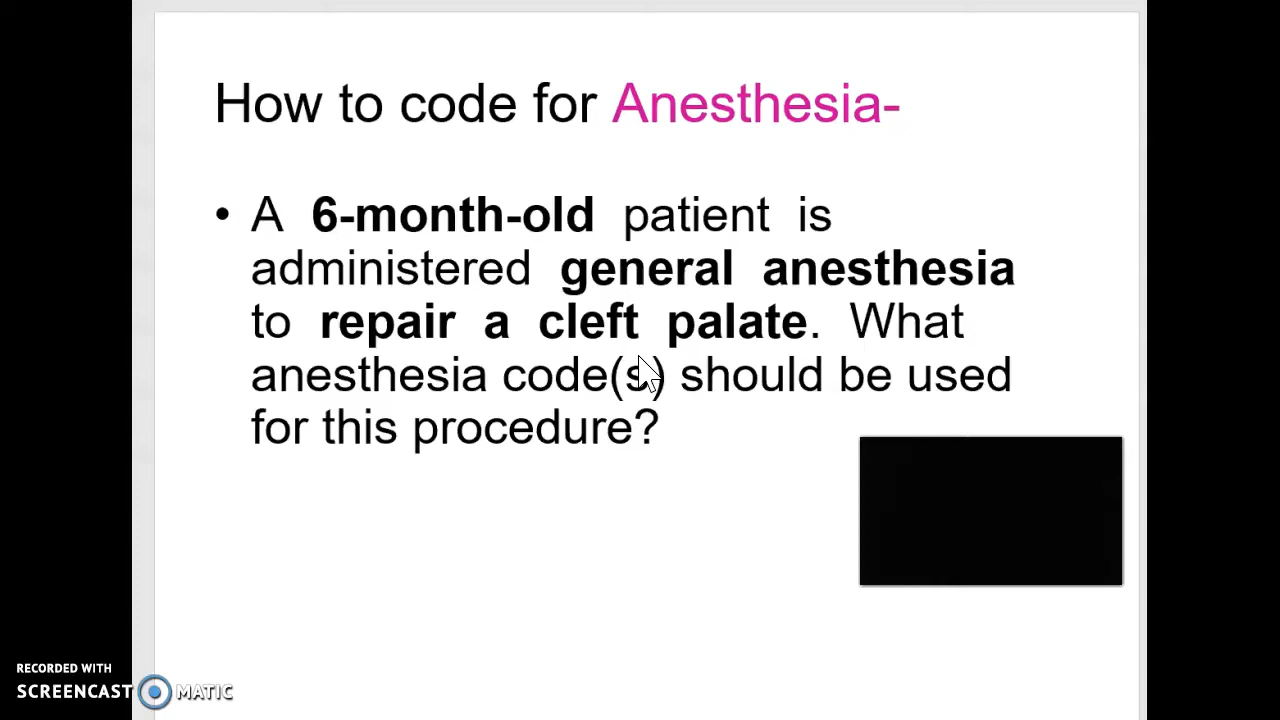 How to code for Anesthesia-
• A 6-month-old patient is
administered general anesthesia
to repair a cleft palate. What
anesthesia code(s) should be used
for this procedure?
RECORDED WITH
SCREENCAST MATIC